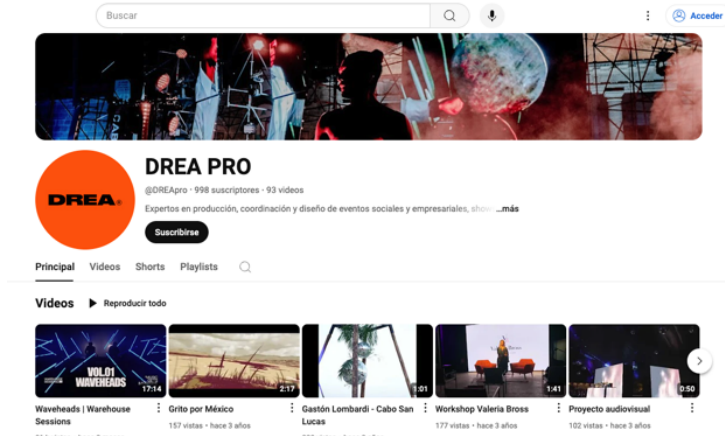 Buscar
Acceder
DREA
DREA PRO
@DREApro · 998 suscriptores · 93 videos
Expertos en producción, coordinación y diseño de eventos sociales y empresariales, show ...más
Suscribirse
Principal Videos Shorts Playlists
Videos Reproducir todo
VOL.01
WAVEHEADS
17:14 2:17 1:01 1:41 0:50
Waveheads | Warehouse Sessions
157 vistas · hace 3 años
Grito por México
Gastón Lombardi - Cabo San Lucas
Workshop Valeria Bross
177 vistas · hace 3 años
Proyecto audiovisual
102 vistas · hace 3 años